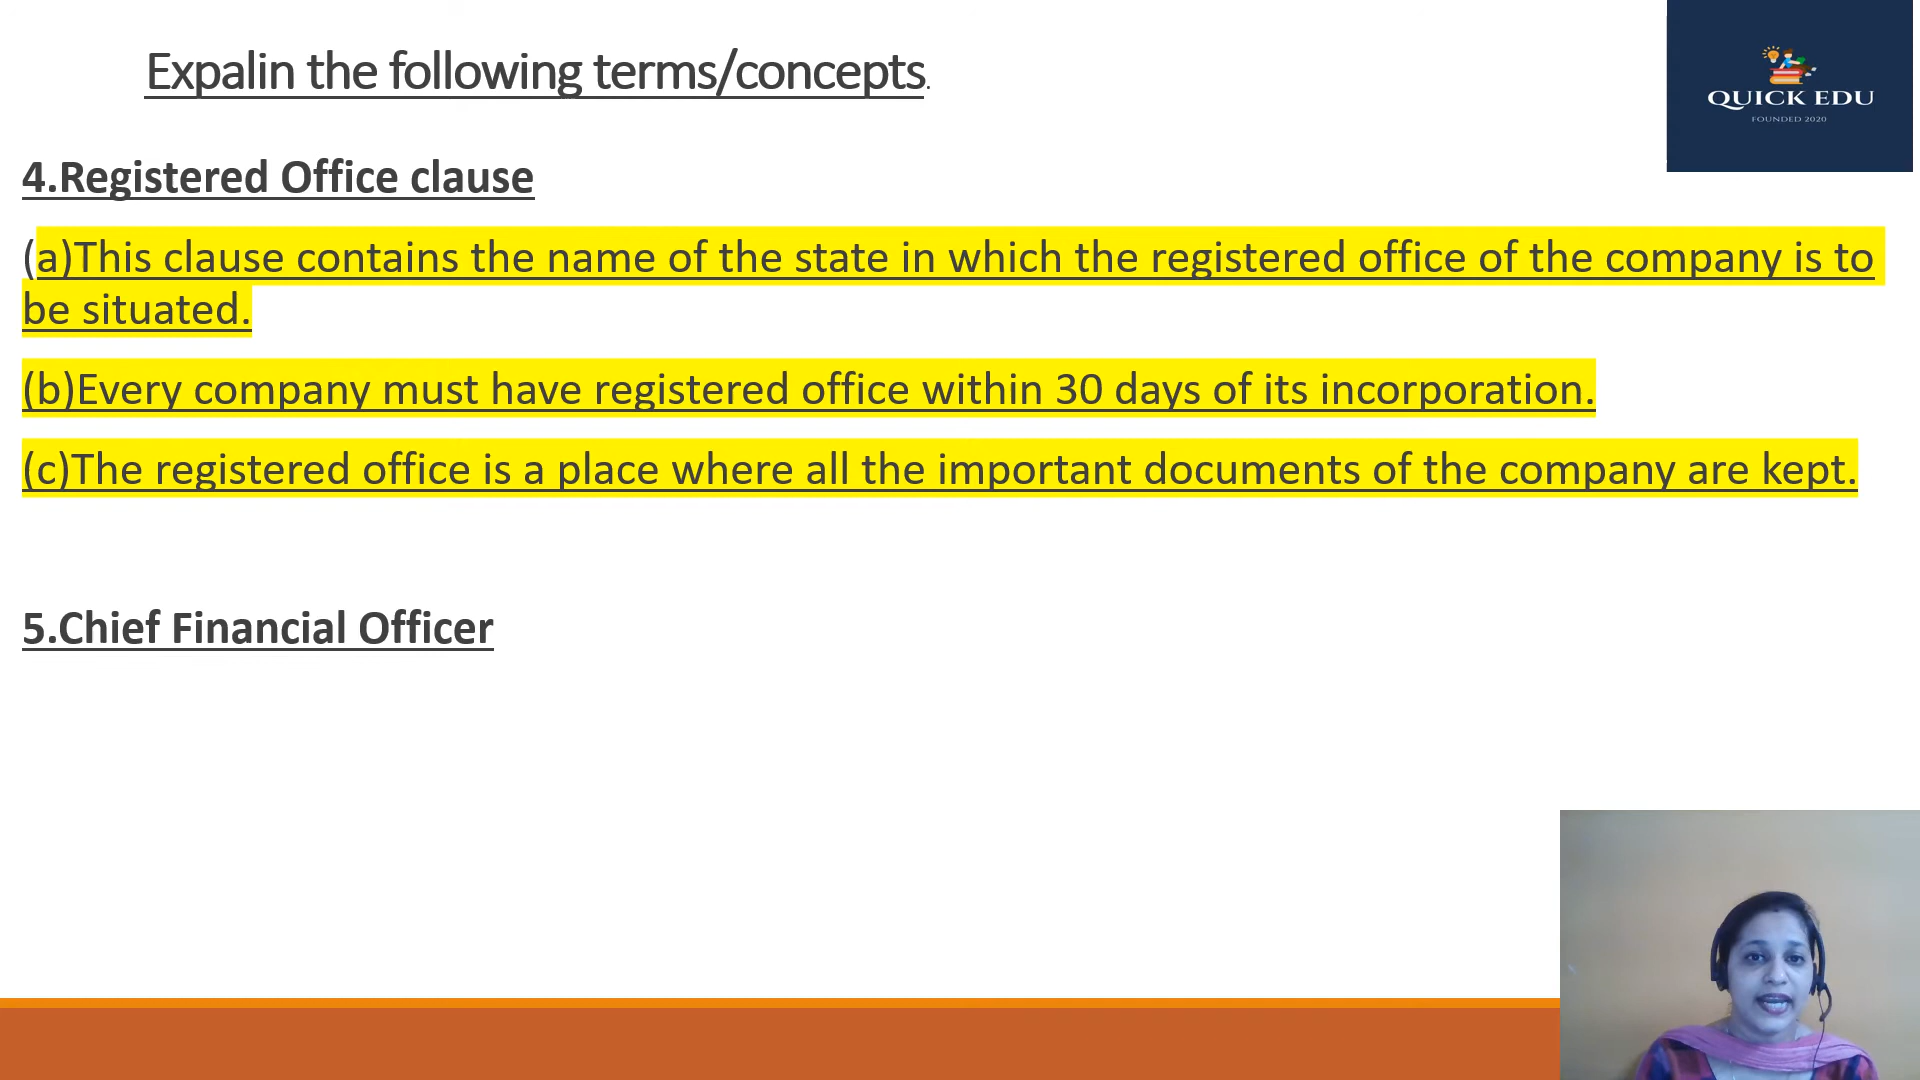 Expalin the following terms/concepts.
QUICK EDU
FOUNDED 2020
4.Registered Office clause
(a)This clause contains the name of the state in which the registered office of the company is to
be situated.
(b)Every company must have registered office within 30 days of its incorporation.
(c)The registered office is a place where all the important documents of the company are kept.
5.Chief Financial Officer